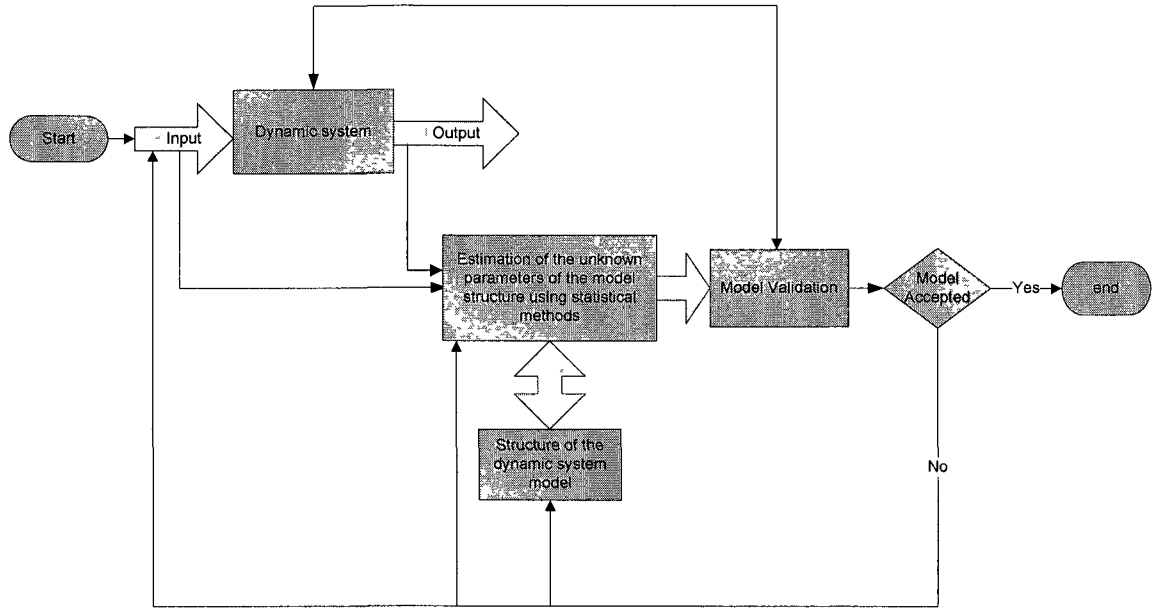 Start
Input
Dynamic system
Output
Estimation of the unknown
parameters of the model
structure using statistical
methods
Model Validation
Model
Accepted
Yes
end
Structure of the
dynamic system
model
No